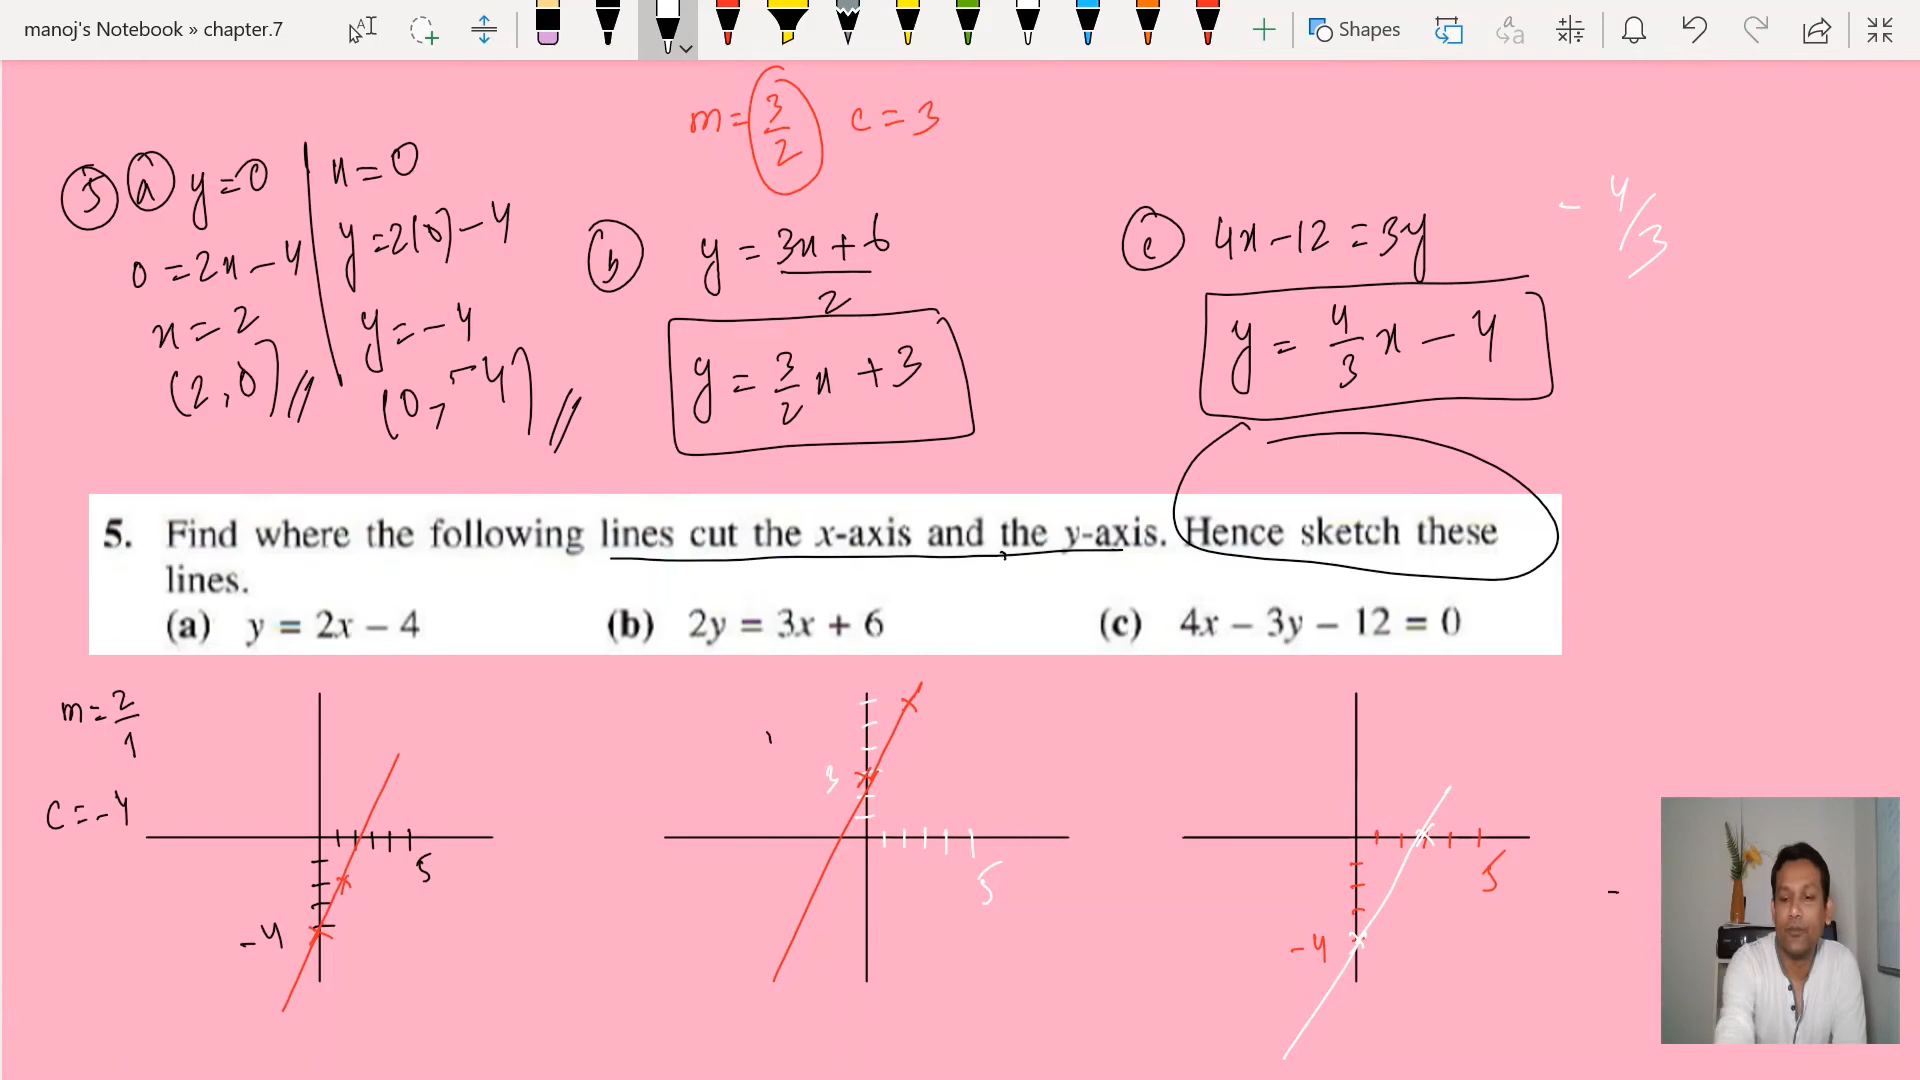 manoj's Notebook » chapter.7
Shapes
m = 3/2 c = 3
5 a y = 0
0 = 2x - 4
x = 2
(2, 0)
x = 0
y = 2(0) - 4
y = -4
(0, -4)
b y = 3x + 6 / 2
y = 3/2 x + 3
c 4x - 12 = 3y
y = 4/3 x - 4
- 4/3
5. Find where the following lines cut the x-axis and the y-axis. Hence sketch these
lines.
(a) y = 2x – 4 (b) 2y = 3x + 6 (c) 4x – 3y – 12 = 0
m = 2/1
c = -4
5
-4
3
5
5
-4